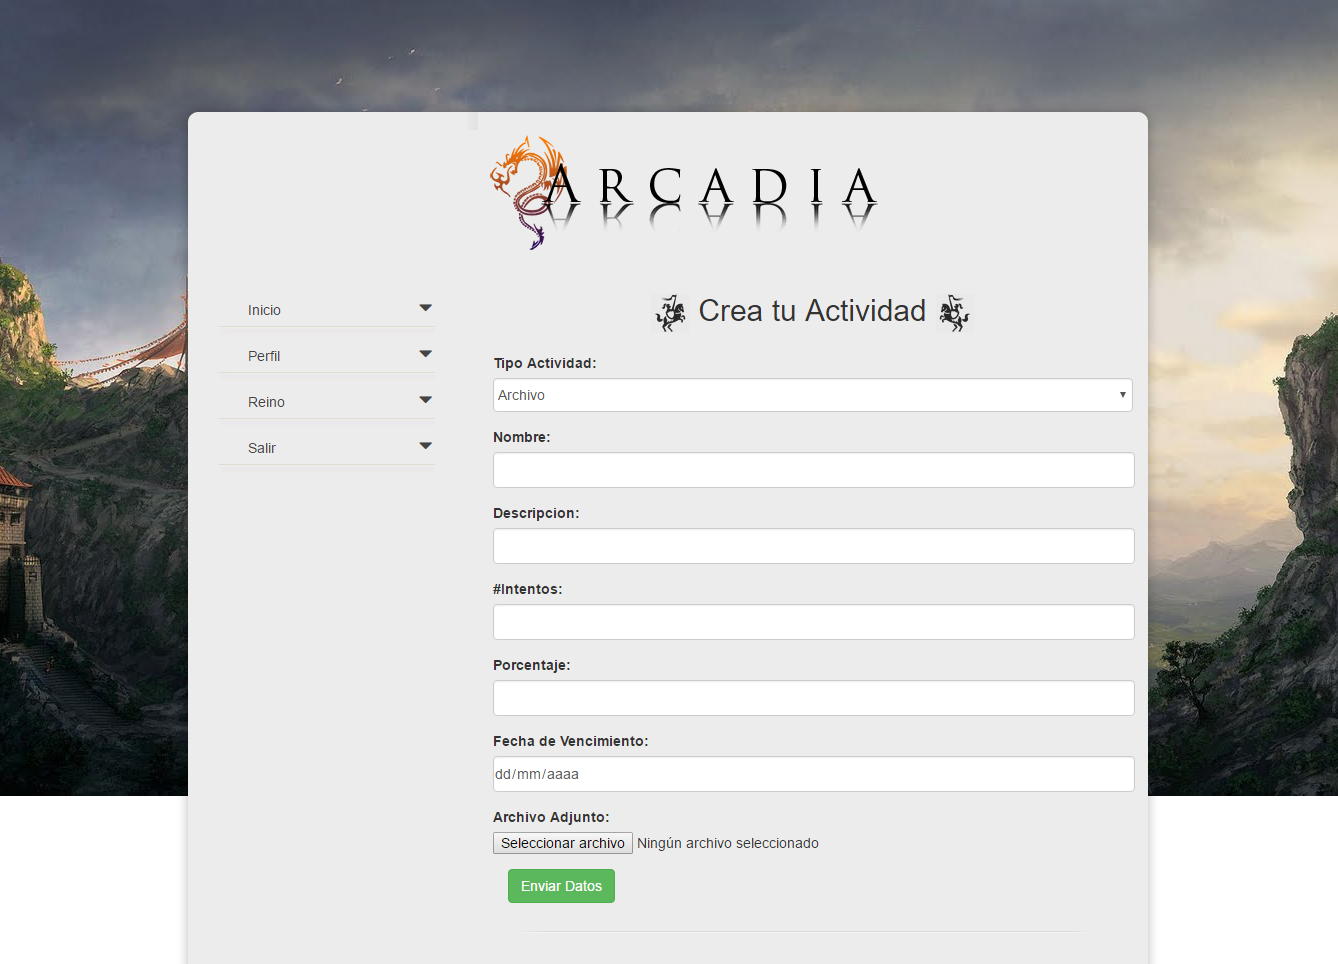 ARCADIA
Inicio
Perfil
Reino
Salir
Crea tu Actividad
Tipo Actividad:
Archivo
Nombre:
Descripcion:
#Intentos:
Porcentaje:
Fecha de Vencimiento:
dd/mm/aaaa
Archivo Adjunto:
Seleccionar archivo Ningún archivo seleccionado
Enviar Datos